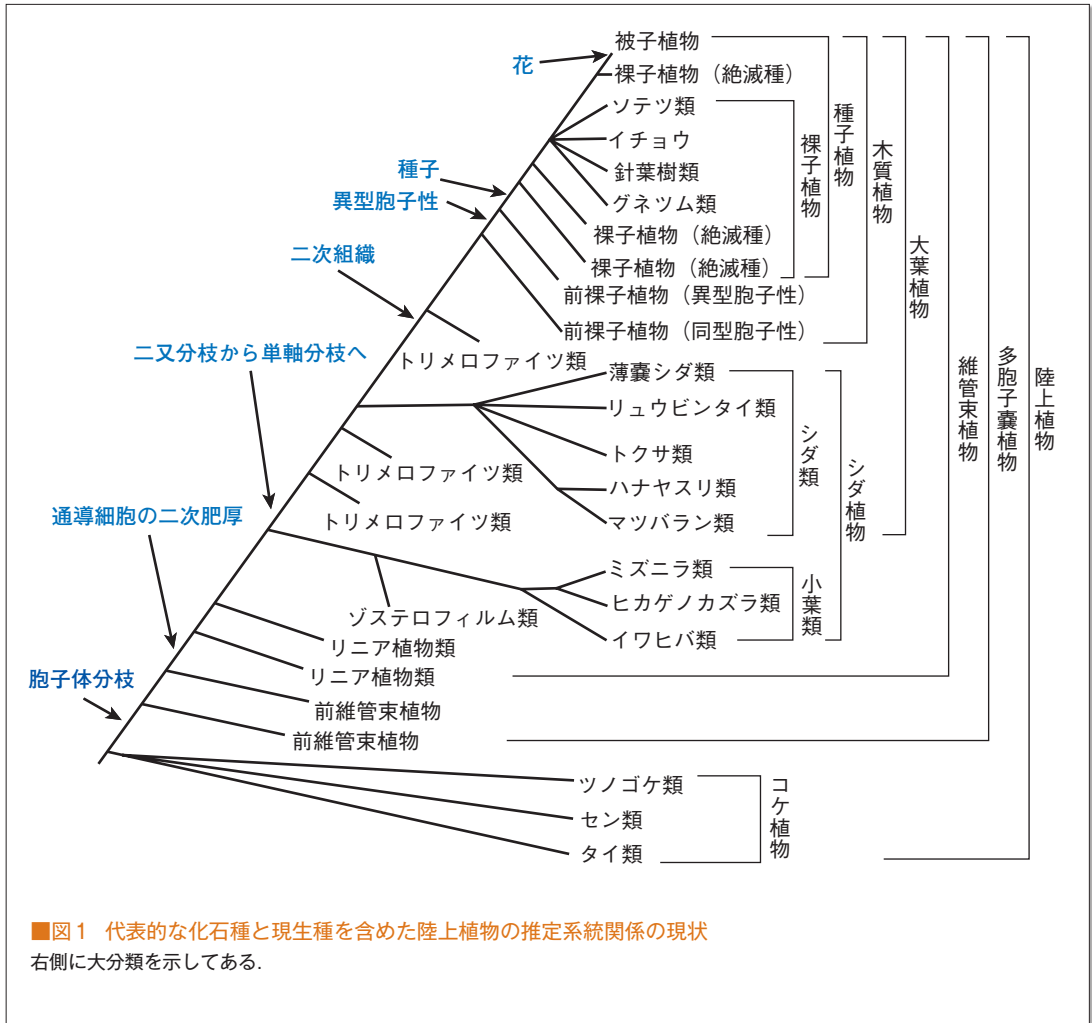 被子植物
花
裸子植物（絶滅種）
ソテツ類
イチョウ
針葉樹類
グネツム類
種子
異型胞子性
裸子植物（絶滅種）
裸子植物（絶滅種）
前裸子植物（異型胞子性）
前裸子植物（同型胞子性）
二次組織
トリメロファイツ類
二又分枝から単軸分枝へ
薄嚢シダ類
リュウビンタイ類
トクサ類
ハナヤスリ類
マツバラン類
トリメロファイツ類
トリメロファイツ類
通導細胞の二次肥厚
ミズニラ類
ヒカゲノカズラ類
イワヒバ類
ゾステロフィルム類
リニア植物類
リニア植物類
胞子体分枝
前維管束植物
前維管束植物
ツノゴケ類
セン類
タイ類
裸子植物
種子植物
木質植物
大葉植物
シダ類
シダ植物
小葉類
維管束植物
多胞子嚢植物
陸上植物
コケ植物
■図1 代表的な化石種と現生種を含めた陸上植物の推定系統関係の現状
右側に大分類を示してある.